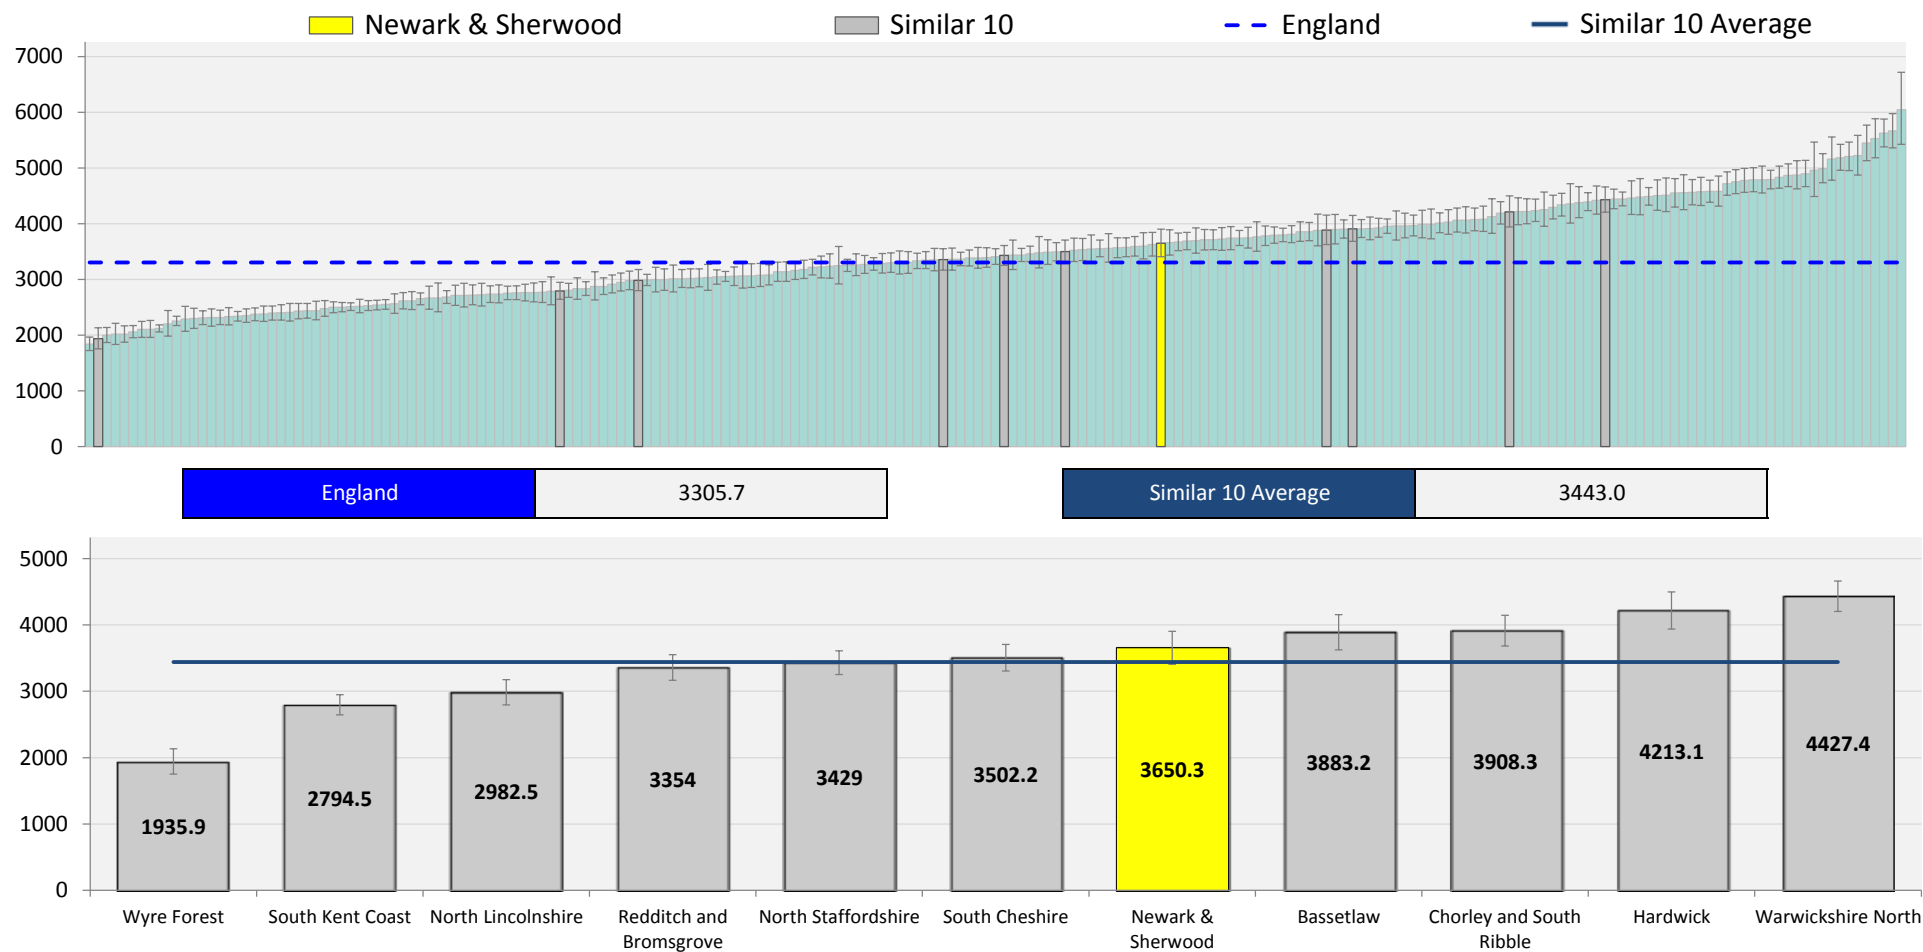 Newark & Sherwood Similar 10 England Similar 10 Average
7000
6000
5000
4000
3000
2000
1000
0
England 3305.7 Similar 10 Average 3443.0
5000
4000
3000
2000
1000
0
1935.9 2794.5 2982.5 3354 3429 3502.2 3650.3 3883.2 3908.3 4213.1 4427.4
Wyre Forest South Kent Coast North Lincolnshire Redditch and North Staffordshire South Cheshire Newark & Bassetlaw Chorley and South Hardwick Warwickshire North
Bromsgrove Sherwood Ribble